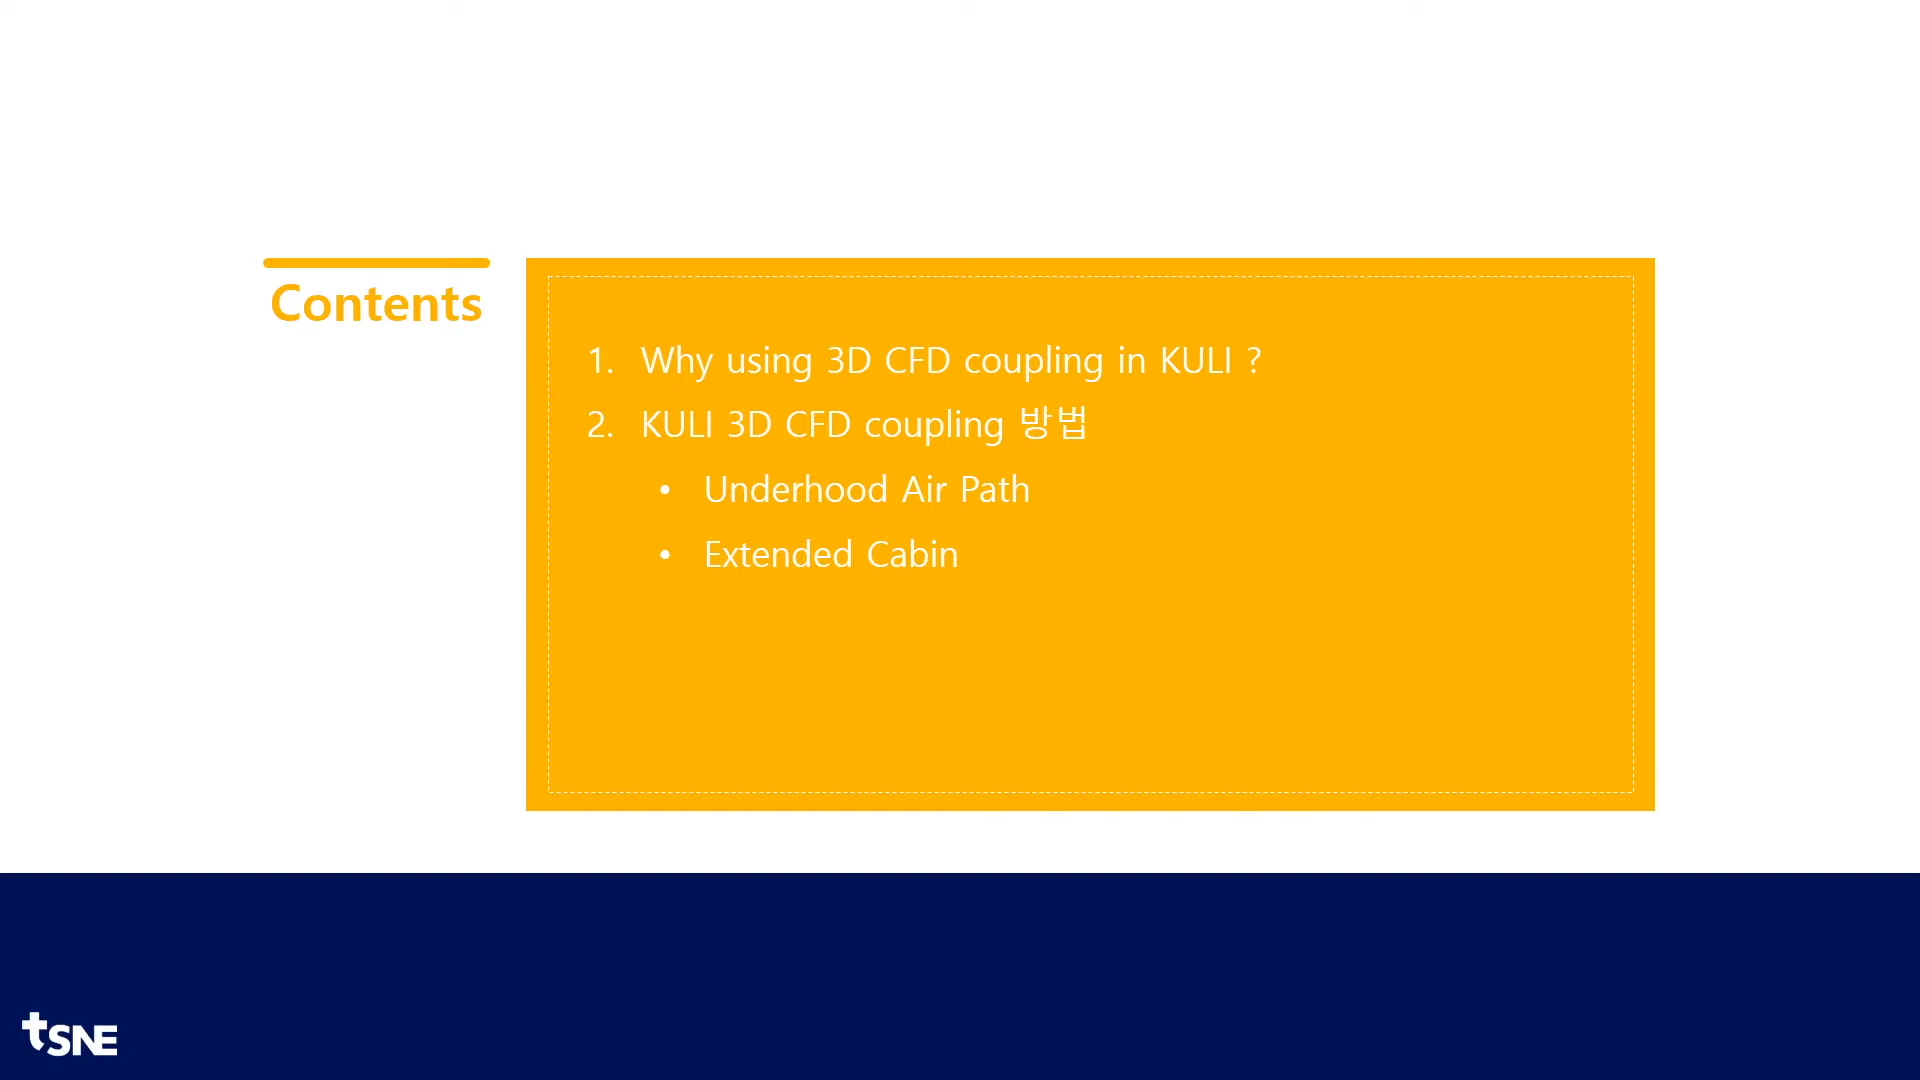 Contents
1. Why using 3D CFD coupling in KULI ?
2. KULI 3D CFD coupling 방법
• Underhood Air Path
• Extended Cabin
tSNE